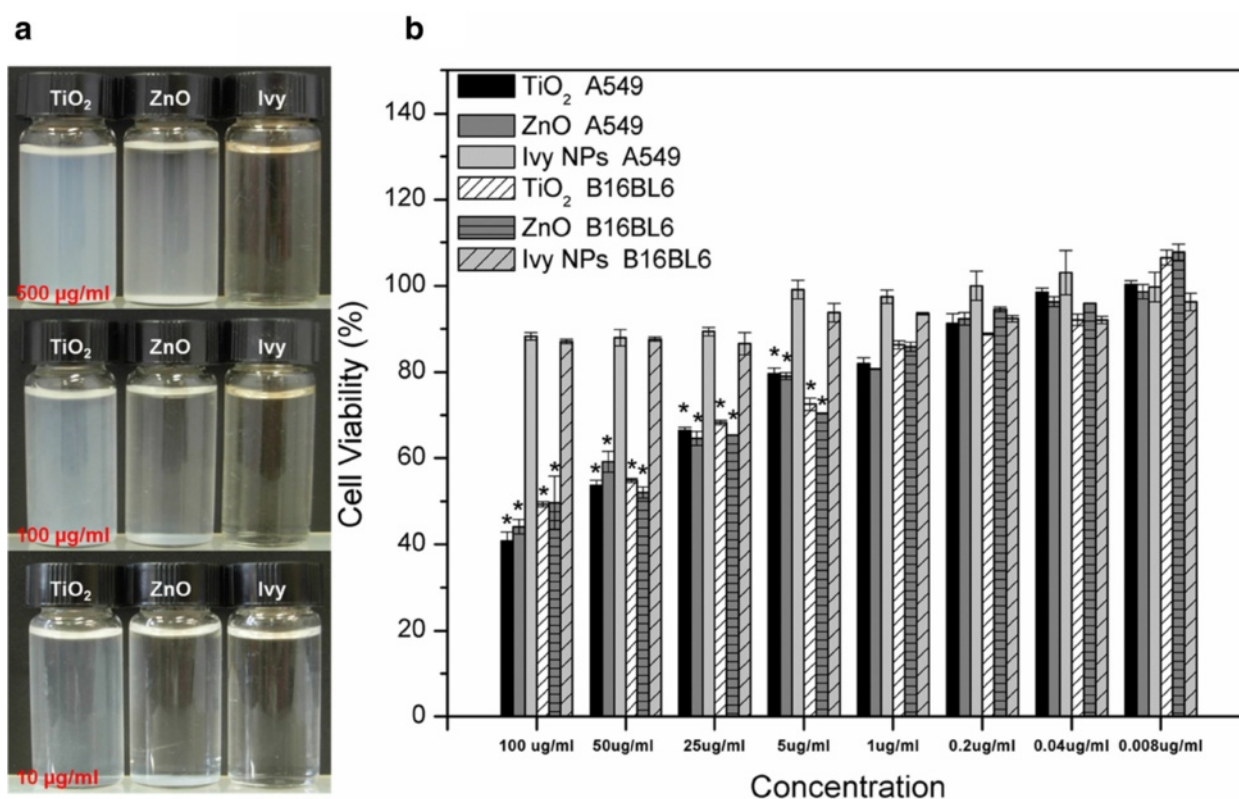 a
TiO₂ ZnO Ivy
500 µg/ml
TiO₂ ZnO Ivy
100 µg/ml
TiO₂ ZnO Ivy
10 µg/ml
b
TiO₂ A549
ZnO A549
Ivy NPs A549
TiO₂ B16BL6
ZnO B16BL6
Ivy NPs B16BL6
Cell Viability (%)
140
120
100
80
60
40
20
0
* * * * * * * * * * * * * * * *
100 ug/ml 50ug/ml 25ug/ml 5ug/ml 1ug/ml 0.2ug/ml 0.04ug/ml 0.008ug/ml
Concentration